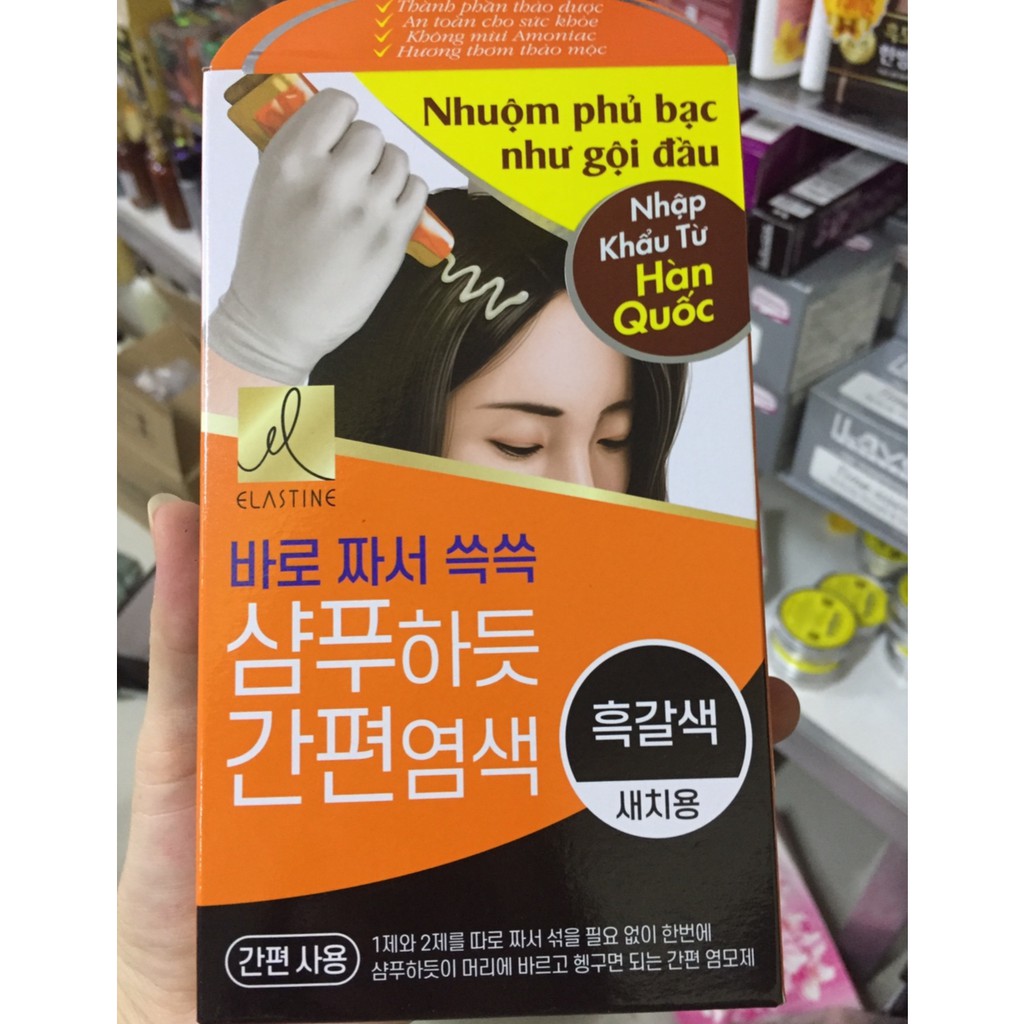 ✓ Thành phần thảo dược
✓ An toàn cho sức khỏe
✓ Không mùi Amoniac
✓ Hương thơm thảo mộc
Nhuộm phủ bạc
như gội đầu
Nhập
Khẩu Từ
Hàn
Quốc
el
ELASTINE
바로 짜서 쓱쓱
샴푸하듯
간편염색
흑갈색
새치용
간편 사용
1제와 2제를 따로 짜서 섞을 필요 없이 한번에
샴푸하듯이 머리에 바르고 헹구면 되는 간편 염모제